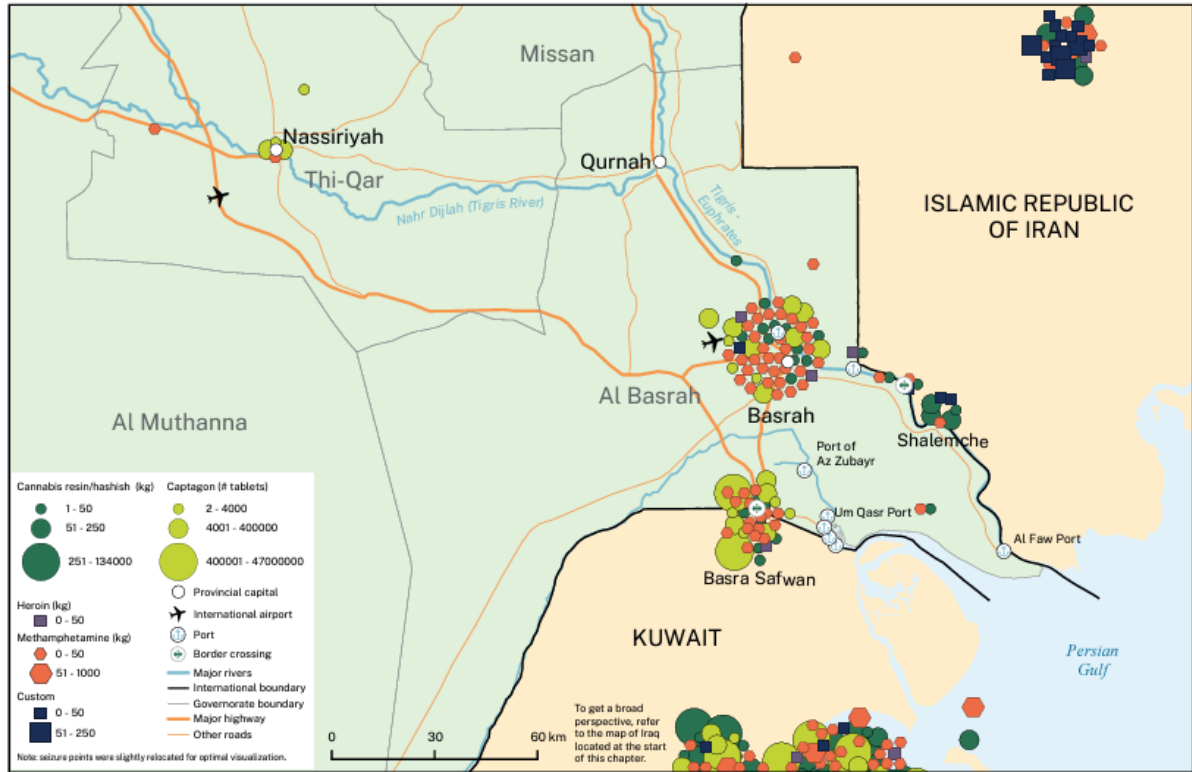 Missan
Nassiriyah
Thi-Qar
Qurnah
Nahr Dijlah (Tigris River)
Tigris -
Euphrates
ISLAMIC REPUBLIC
OF IRAN
Al Muthanna
Al Basrah
Basrah
Shalemche
Port of
Az Zubayr
Um Qasr Port
Al Faw Port
Basra Safwan
KUWAIT
Persian
Gulf
Cannabis resin/hashish (kg)
1 - 50
51 - 250
251 - 134000
Heroin (kg)
0 - 50
Methamphetamine (kg)
0 - 50
51 - 1000
Custom
0 - 50
51 - 250
Captagon (# tablets)
2 - 4000
4001 - 400000
400001 - 47000000
Provincial capital
International airport
Port
Border crossing
Major rivers
International boundary
Governorate boundary
Major highway
Other roads
Note: seizure points were slightly relocated for optimal visualization.
0 30 60 km
To get a broad
perspective, refer
to the map of Iraq
located at the start
of this chapter.